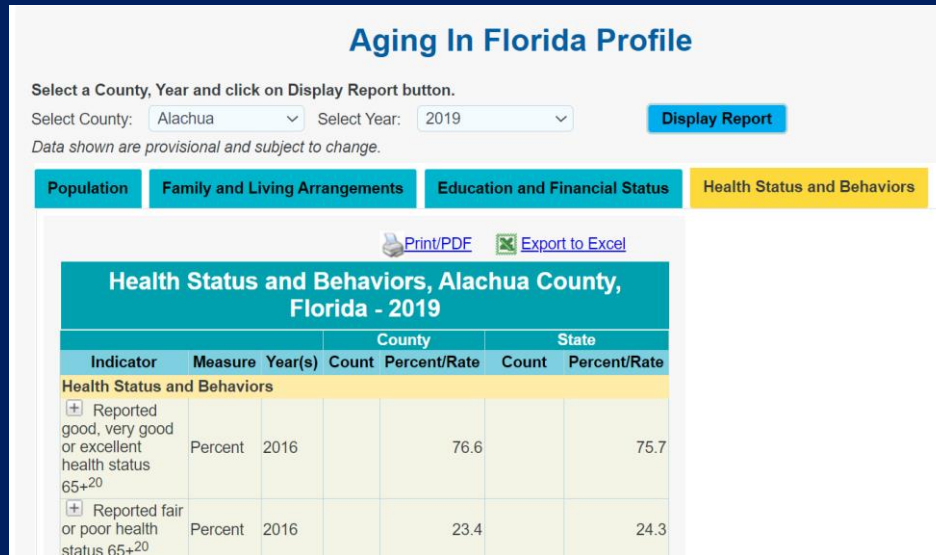 Aging In Florida Profile
Select a County, Year and click on Display Report button.
Select County: Alachua Select Year: 2019 Display Report
Data shown are provisional and subject to change.
Population Family and Living Arrangements Education and Financial Status Health Status and Behaviors
Print/PDF Export to Excel
Health Status and Behaviors, Alachua County,
Florida - 2019
County State
Indicator Measure Year(s) Count Percent/Rate Count Percent/Rate
Health Status and Behaviors
+ Reported
good, very good
or excellent Percent 2016 76.6 75.7
health status
65+20
+ Reported fair
or poor health Percent 2016 23.4 24.3
status 65+20